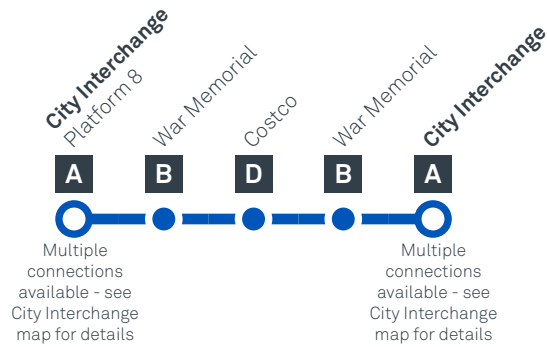 City Interchange
Platform 8
War Memorial
Costco
War Memorial
City Interchange
A
B
D
B
A
Multiple
connections
available - see
City Interchange
map for details
Multiple
connections
available - see
City Interchange
map for details